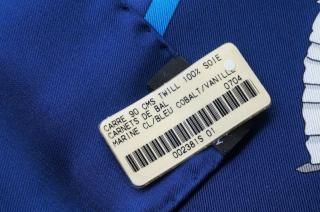 CARRE 90 CMS TWILL 100% SOIE
CARNETS DE BAL
MARINE CL/BLEU COBALT/VANILLE
0704
002381S 01